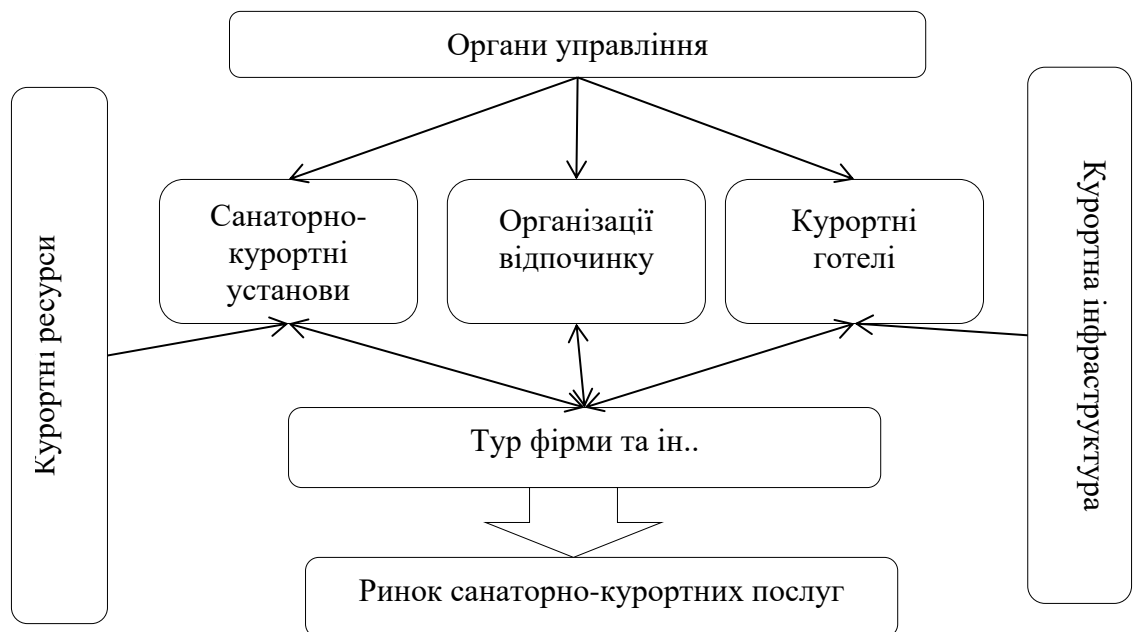 Органи управління
Курортні ресурси
Санаторно-
курортні
установи
Організації
відпочинку
Курортні
готелі
Курортна інфраструктура
Тур фірми та ін..
Ринок санаторно-курортних послуг